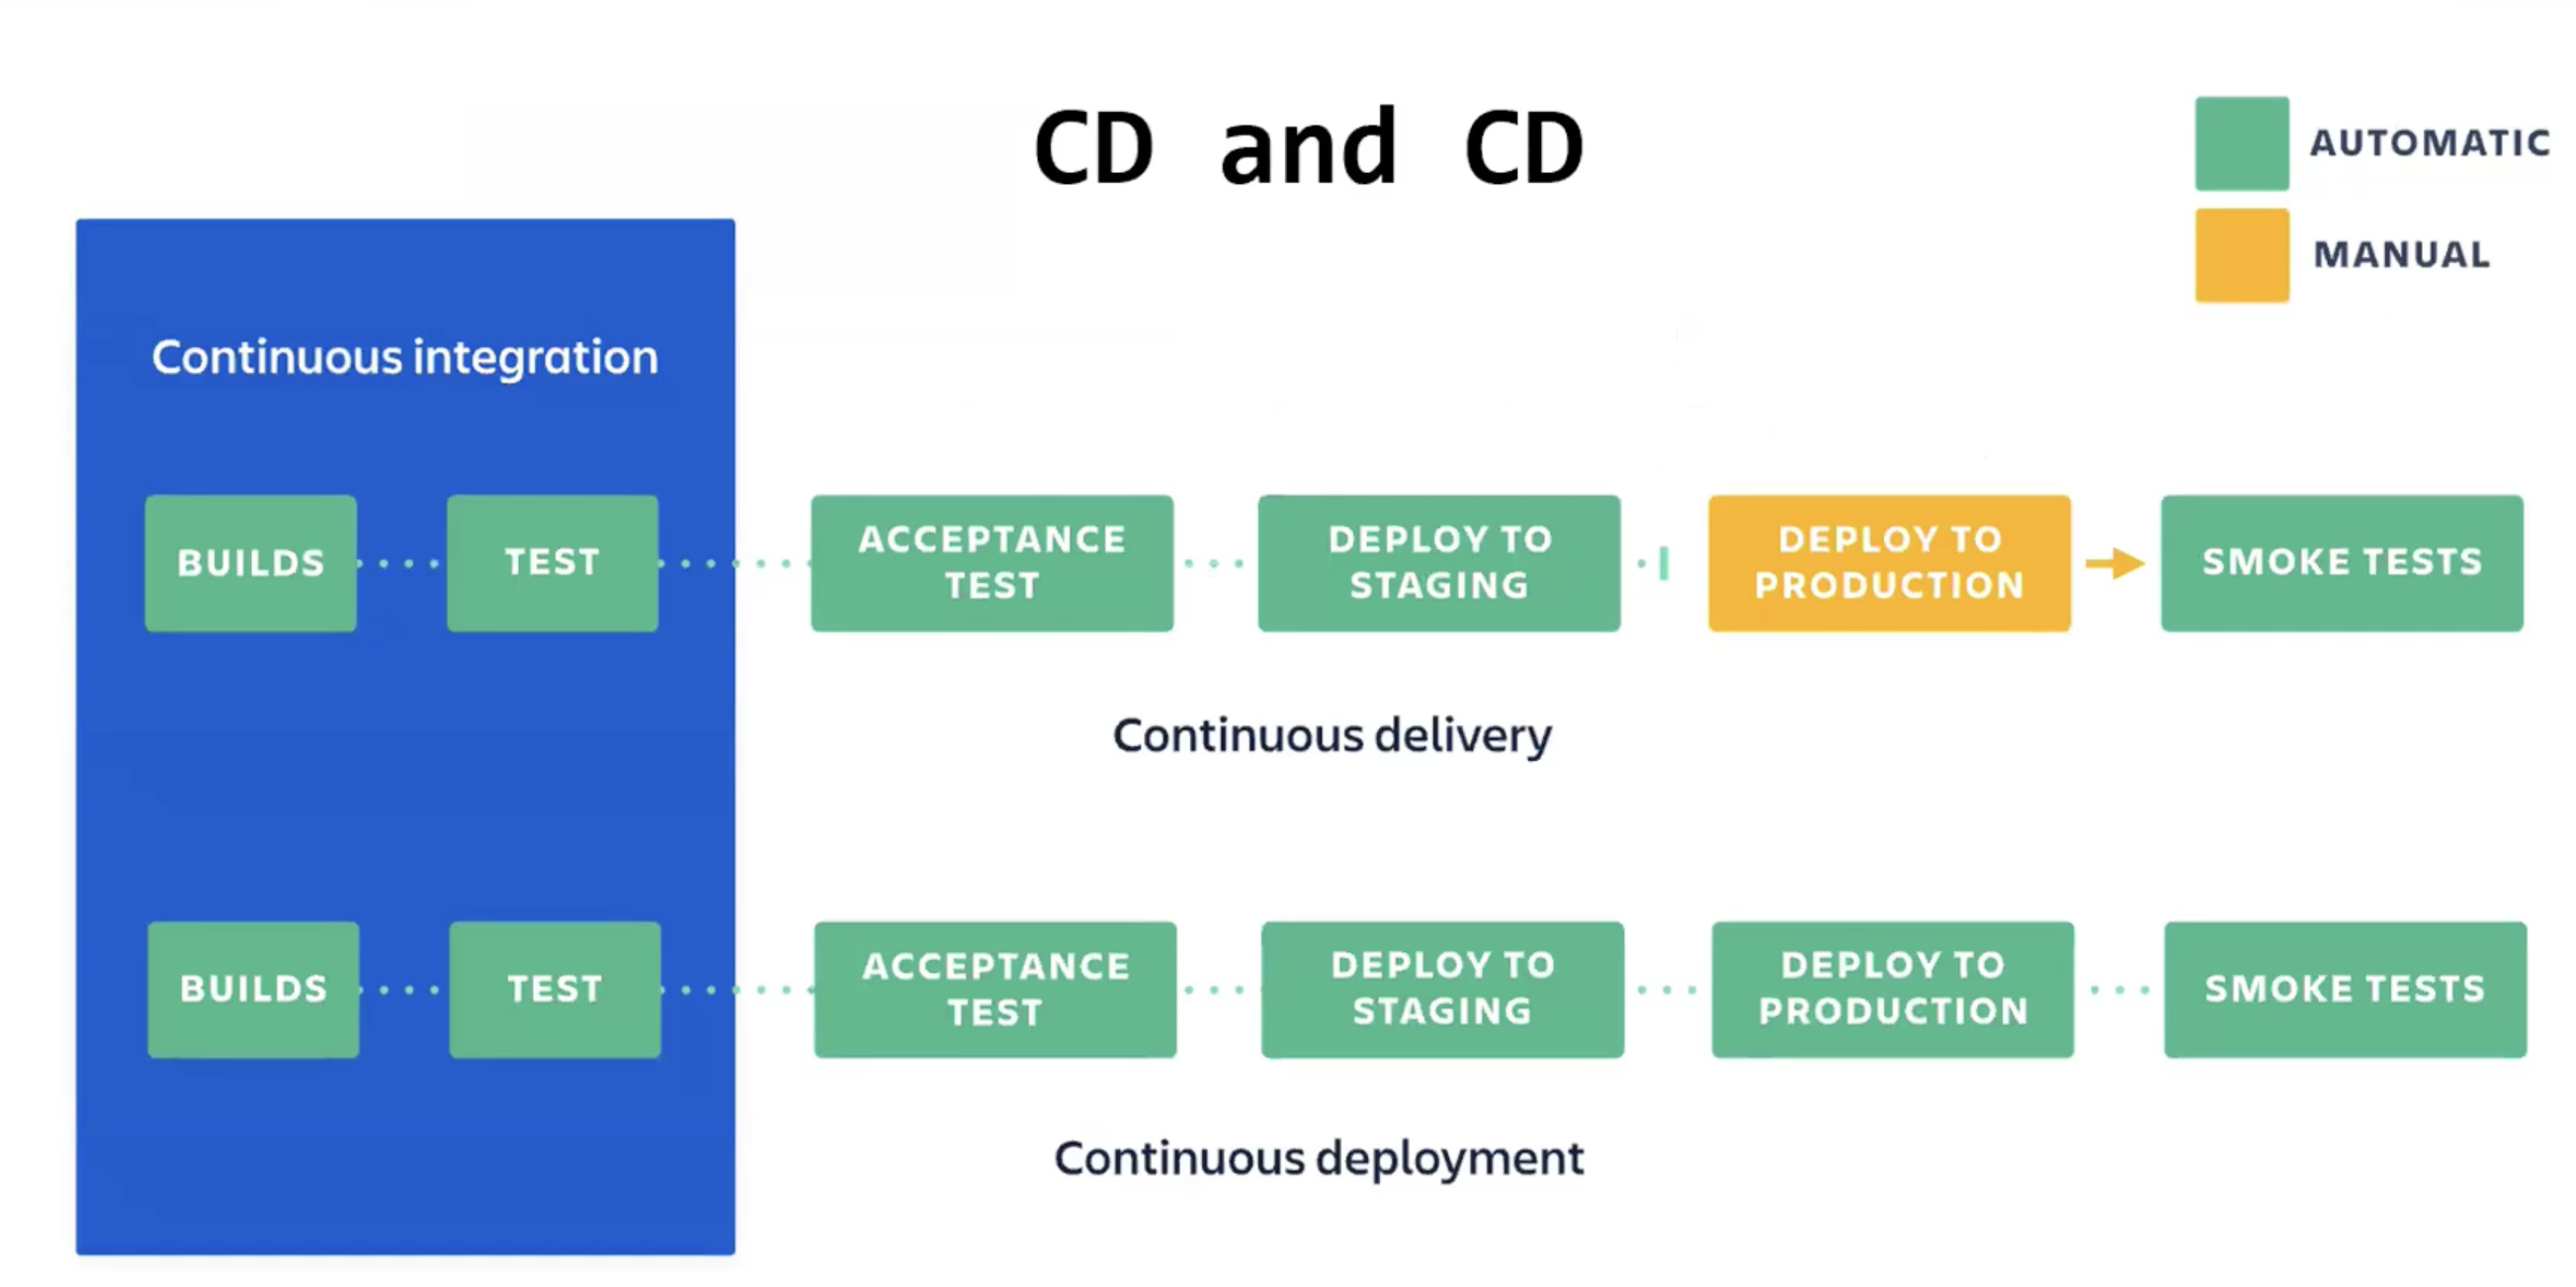 CD and CD
AUTOMATIC
MANUAL
Continuous integration
BUILDS
TEST
ACCEPTANCE
TEST
DEPLOY TO
STAGING
DEPLOY TO
PRODUCTION
SMOKE TESTS
Continuous delivery
BUILDS
TEST
ACCEPTANCE
TEST
DEPLOY TO
STAGING
DEPLOY TO
PRODUCTION
SMOKE TESTS
Continuous deployment